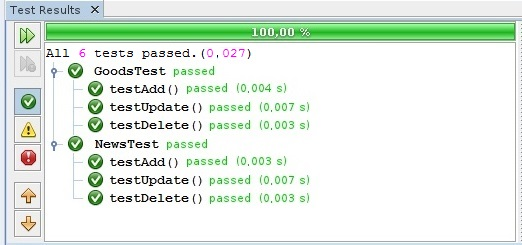 Test Results X
100,00 %
All 6 tests passed.(0,027)
GoodsTest passed
testAdd() passed (0,004 s)
testUpdate() passed (0,007 s)
testDelete() passed (0,003 s)
NewsTest passed
testAdd() passed (0,003 s)
testUpdate() passed (0,007 s)
testDelete() passed (0,003 s)